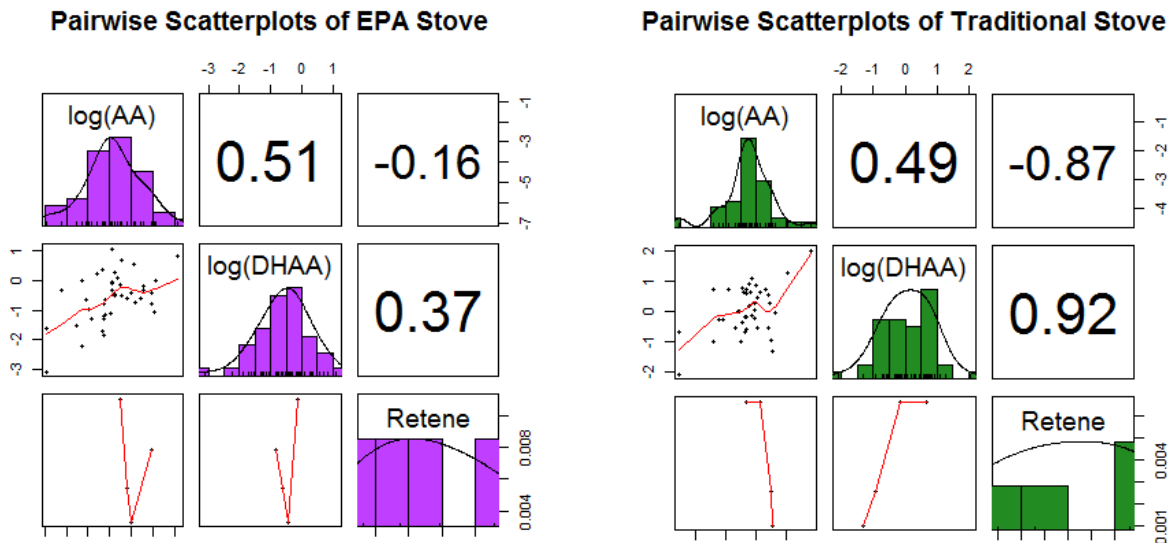 Pairwise Scatterplots of EPA Stove
-3 -2 -1 0 1
log(AA)
0.51
-0.16
-1
-3
-5
-7
1
0
-1
-2
-3
log(DHAA)
0.37
Retene
0.008
0.004
Pairwise Scatterplots of Traditional Stove
-2 -1 0 1 2
log(AA)
0.49
-0.87
-1
-2
-3
-4
2
1
0
-1
-2
log(DHAA)
0.92
Retene
0.004
0.001